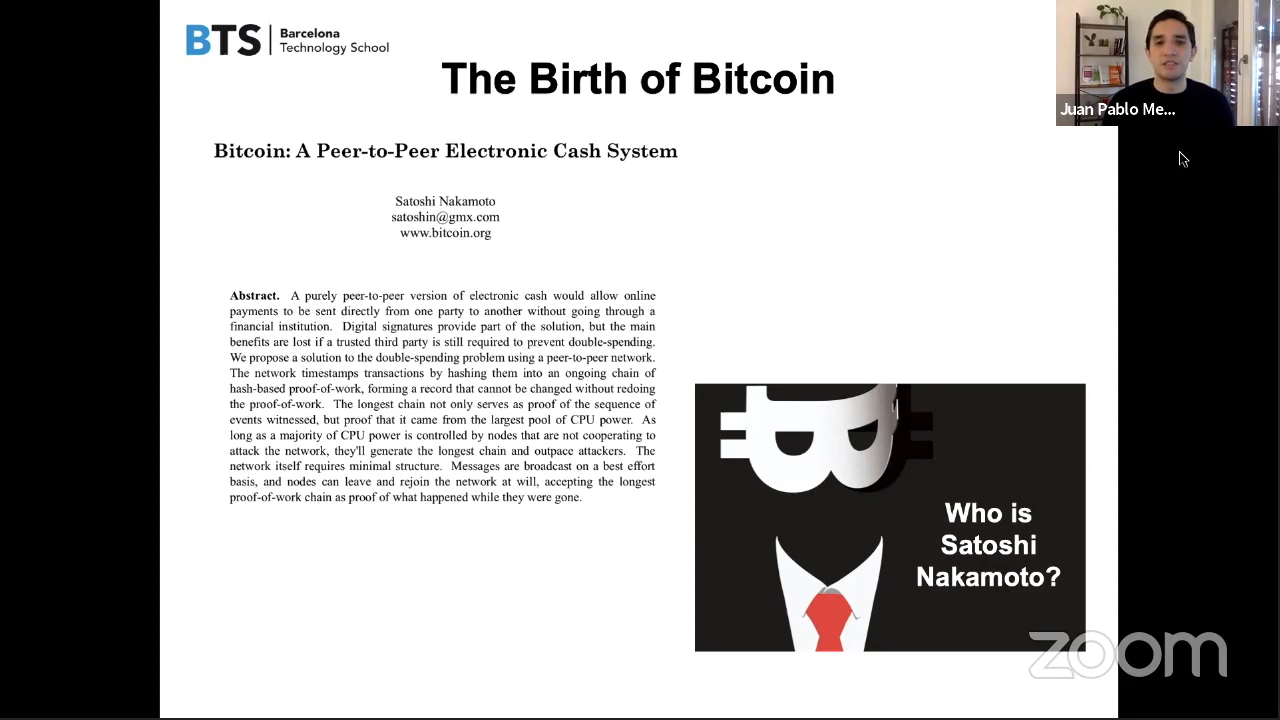 BTS
Barcelona
Technology School
The Birth of Bitcoin
Juan Pablo Me...
Bitcoin: A Peer-to-Peer Electronic Cash System
Satoshi Nakamoto
satoshin@gmx.com
www.bitcoin.org
Abstract. A purely peer-to-peer version of electronic cash would allow online
payments to be sent directly from one party to another without going through a
financial institution. Digital signatures provide part of the solution, but the main
benefits are lost if a trusted third party is still required to prevent double-spending.
We propose a solution to the double-spending problem using a peer-to-peer network.
The network timestamps transactions by hashing them into an ongoing chain of
hash-based proof-of-work, forming a record that cannot be changed without redoing
the proof-of-work. The longest chain not only serves as proof of the sequence of
events witnessed, but proof that it came from the largest pool of CPU power. As
long as a majority of CPU power is controlled by nodes that are not cooperating to
attack the network, they'll generate the longest chain and outpace attackers. The
network itself requires minimal structure. Messages are broadcast on a best effort
basis, and nodes can leave and rejoin the network at will, accepting the longest
proof-of-work chain as proof of what happened while they were gone.
Who is
Satoshi
Nakamoto?
zoom